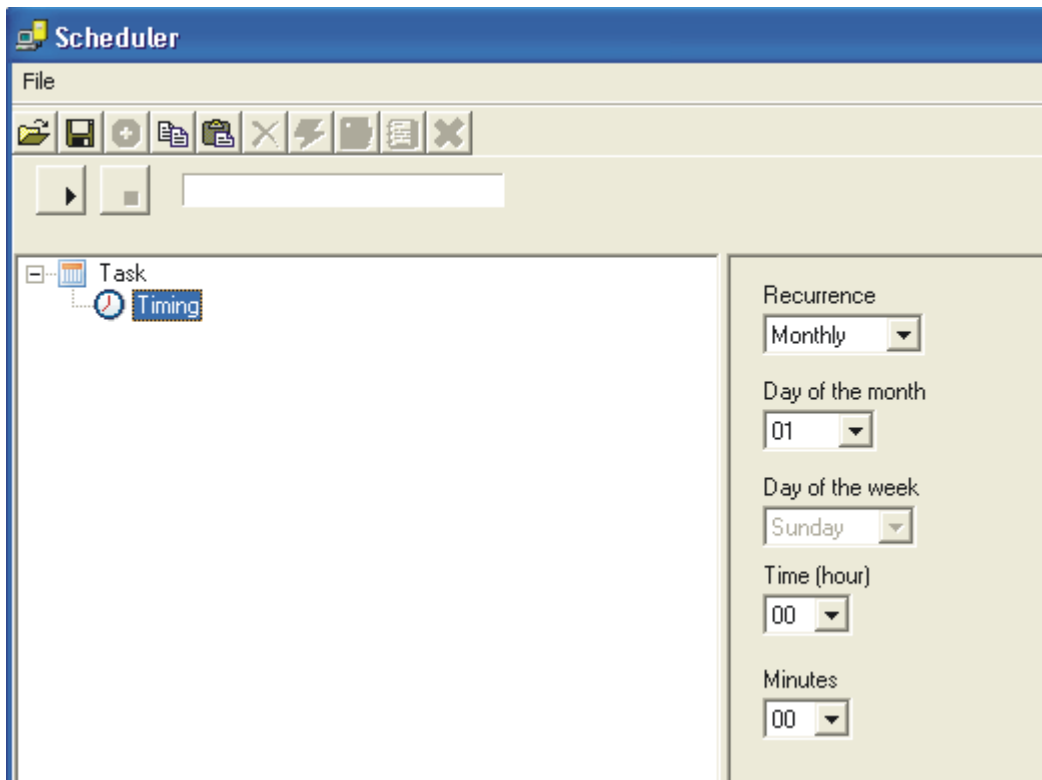 Scheduler
File
Task
Timing
Recurrence
Monthly
Day of the month
01
Day of the week
Sunday
Time (hour)
00
Minutes
00